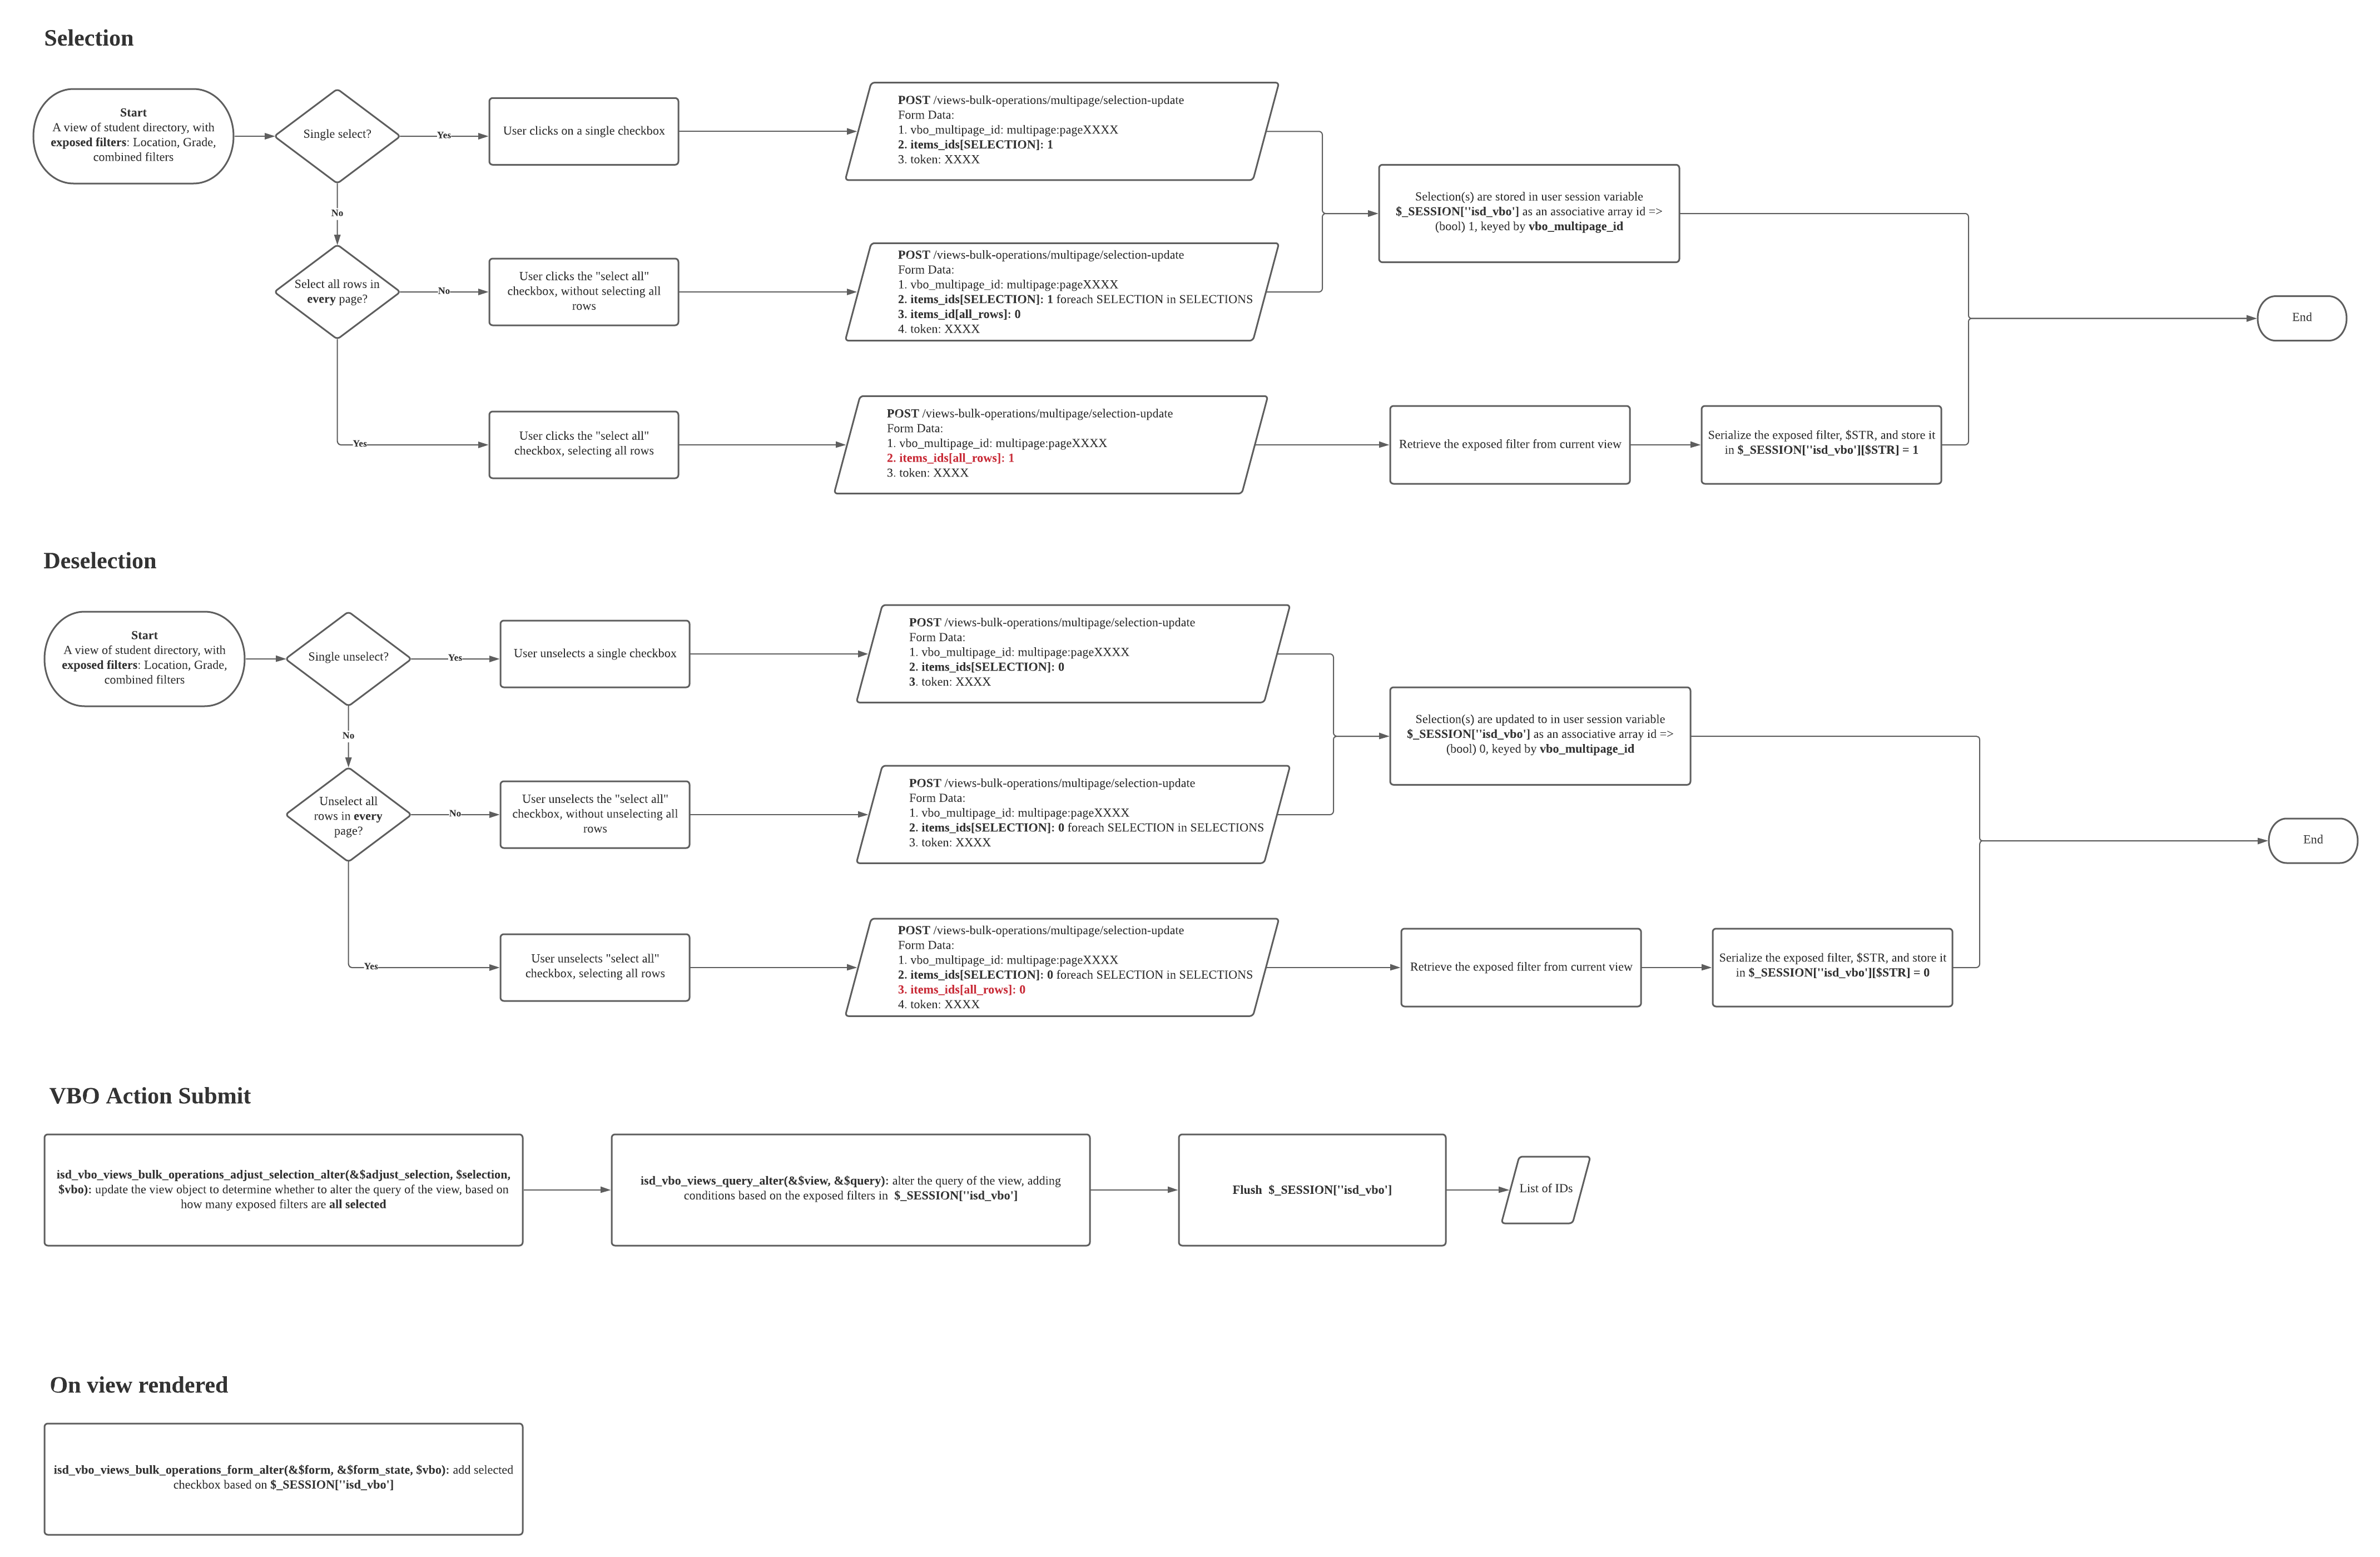 Selection
Start
A view of student directory, with
exposed filters: Location, Grade,
combined filters
Single select?
Yes
User clicks on a single checkbox
POST /views-bulk-operations/multipage/selection-update
Form Data:
1. vbo_multipage_id: multipage:pageXXXX
2. items_ids[SELECTION]: 1
3. token: XXXX
No
Selection(s) are stored in user session variable
$_SESSION[''isd_vbo'] as an associative array id =>
(bool) 1, keyed by vbo_multipage_id
Select all rows in
every page?
No
User clicks the "select all"
checkbox, without selecting all
rows
POST /views-bulk-operations/multipage/selection-update
Form Data:
1. vbo_multipage_id: multipage:pageXXXX
2. items_ids[SELECTION]: 1 foreach SELECTION in SELECTIONS
3. items_id[all_rows]: 0
4. token: XXXX
End
Yes
User clicks the "select all"
checkbox, selecting all rows
POST /views-bulk-operations/multipage/selection-update
Form Data:
1. vbo_multipage_id: multipage:pageXXXX
2. items_ids[all_rows]: 1
3. token: XXXX
Retrieve the exposed filter from current view
Serialize the exposed filter, $STR, and store it
in $_SESSION[''isd_vbo'][$STR] = 1
Deselection
Start
A view of student directory, with
exposed filters: Location, Grade,
combined filters
Single unselect?
Yes
User unselects a single checkbox
POST /views-bulk-operations/multipage/selection-update
Form Data:
1. vbo_multipage_id: multipage:pageXXXX
2. items_ids[SELECTION]: 0
3. token: XXXX
No
Selection(s) are updated to in user session variable
$_SESSION[''isd_vbo'] as an associative array id =>
(bool) 0, keyed by vbo_multipage_id
Unselect all
rows in every
page?
No
User unselects the "select all"
checkbox, without unselecting all
rows
POST /views-bulk-operations/multipage/selection-update
Form Data:
1. vbo_multipage_id: multipage:pageXXXX
2. items_ids[SELECTION]: 0 foreach SELECTION in SELECTIONS
3. token: XXXX
End
Yes
User unselects "select all"
checkbox, selecting all rows
POST /views-bulk-operations/multipage/selection-update
Form Data:
1. vbo_multipage_id: multipage:pageXXXX
2. items_ids[SELECTION]: 0 foreach SELECTION in SELECTIONS
3. items_ids[all_rows]: 0
4. token: XXXX
Retrieve the exposed filter from current view
Serialize the exposed filter, $STR, and store it
in $_SESSION[''isd_vbo'][$STR] = 0
VBO Action Submit
isd_vbo_views_bulk_operations_adjust_selection_alter(&$adjust_selection, $selection,
$vbo): update the view object to determine whether to alter the query of the view, based on
how many exposed filters are all selected
isd_vbo_views_query_alter(&$view, &$query): alter the query of the view, adding
conditions based on the exposed filters in $_SESSION[''isd_vbo']
Flush $_SESSION[''isd_vbo']
List of IDs
On view rendered
isd_vbo_views_bulk_operations_form_alter(&$form, &$form_state, $vbo): add selected
checkbox based on $_SESSION[''isd_vbo']